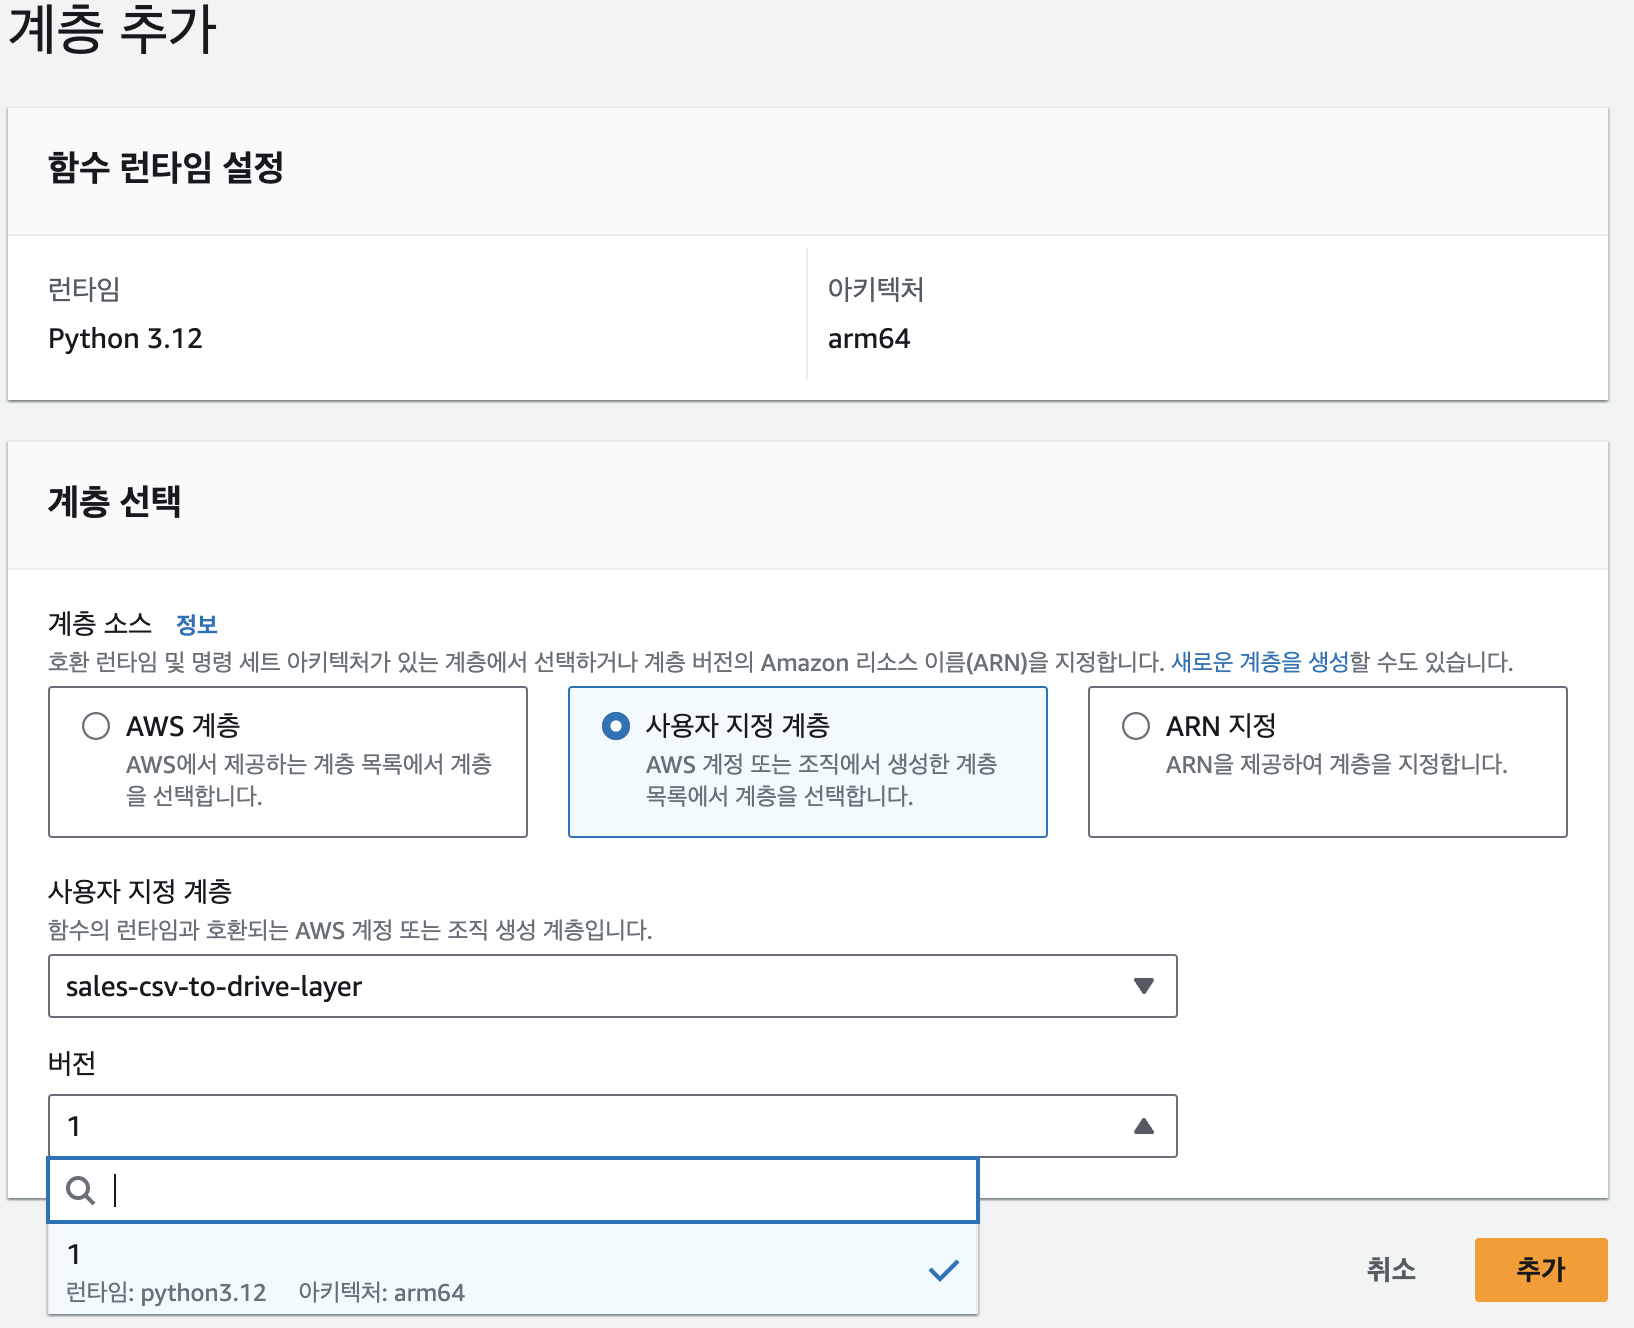 계층 추가
함수 런타임 설정
런타임
Python 3.12
아키텍처
arm64
계층 선택
계층 소스 정보
호환 런타임 및 명령 세트 아키텍처가 있는 계층에서 선택하거나 계층 버전의 Amazon 리소스 이름(ARN)을 지정합니다. 새로운 계층을 생성할 수도 있습니다.
AWS 계층
AWS에서 제공하는 계층 목록에서 계층
을 선택합니다.
사용자 지정 계층
AWS 계정 또는 조직에서 생성한 계층
목록에서 계층을 선택합니다.
ARN 지정
ARN을 제공하여 계층을 지정합니다.
사용자 지정 계층
함수의 런타임과 호환되는 AWS 계정 또는 조직 생성 계층입니다.
sales-csv-to-drive-layer
버전
1
1
런타임: python3.12 아키텍처: arm64
취소
추가